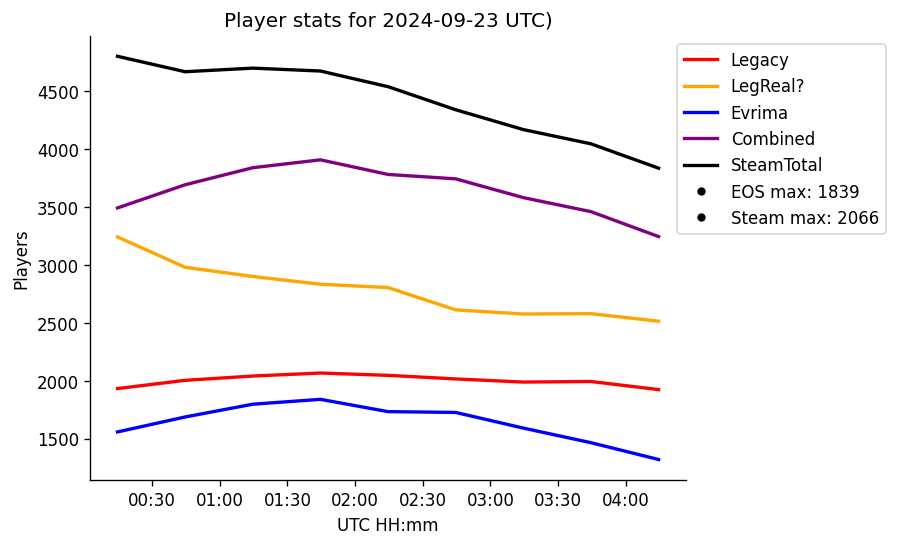 Player stats for 2024-09-23 UTC)
Legacy
LegReal?
Evrima
Combined
SteamTotal
EOS max: 1839
Steam max: 2066
Players
4500
4000
3500
3000
2500
2000
1500
00:30 01:00 01:30 02:00 02:30 03:00 03:30 04:00
UTC HH:mm